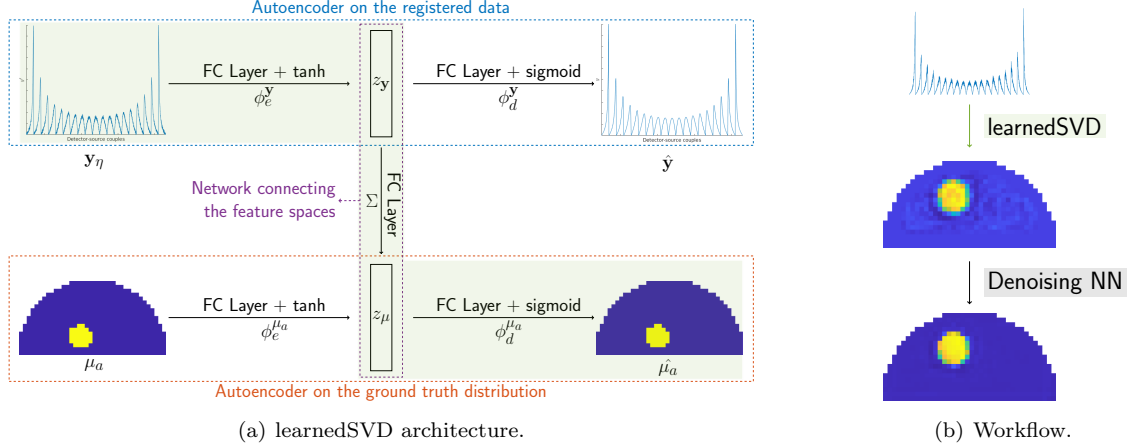 Autoencoder on the registered data
FC Layer + tanh
ϕ_e^𝐲
z_𝐲
FC Layer + sigmoid
ϕ_d^𝐲
Detector-source couples
Detector-source couples
𝐲_η
ŷ
Network connecting
the feature spaces
Σ
FC Layer
FC Layer + tanh
ϕ_e^{μ_a}
z_μ
FC Layer + sigmoid
ϕ_d^{μ_a}
μ_a
μ̂_a
Autoencoder on the ground truth distribution
(a) learnedSVD architecture.
learnedSVD
Denoising NN
(b) Workflow.